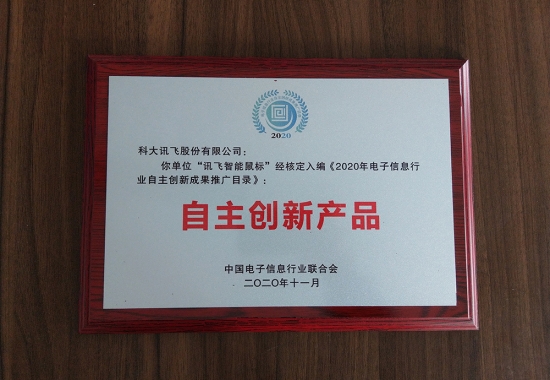 2020
科大讯飞股份有限公司：
你单位“讯飞智能鼠标”经核定入编《2020年电子信息行
业自主创新成果推广目录》：
自主创新产品
中国电子信息行业联合会
二〇二〇年十一月